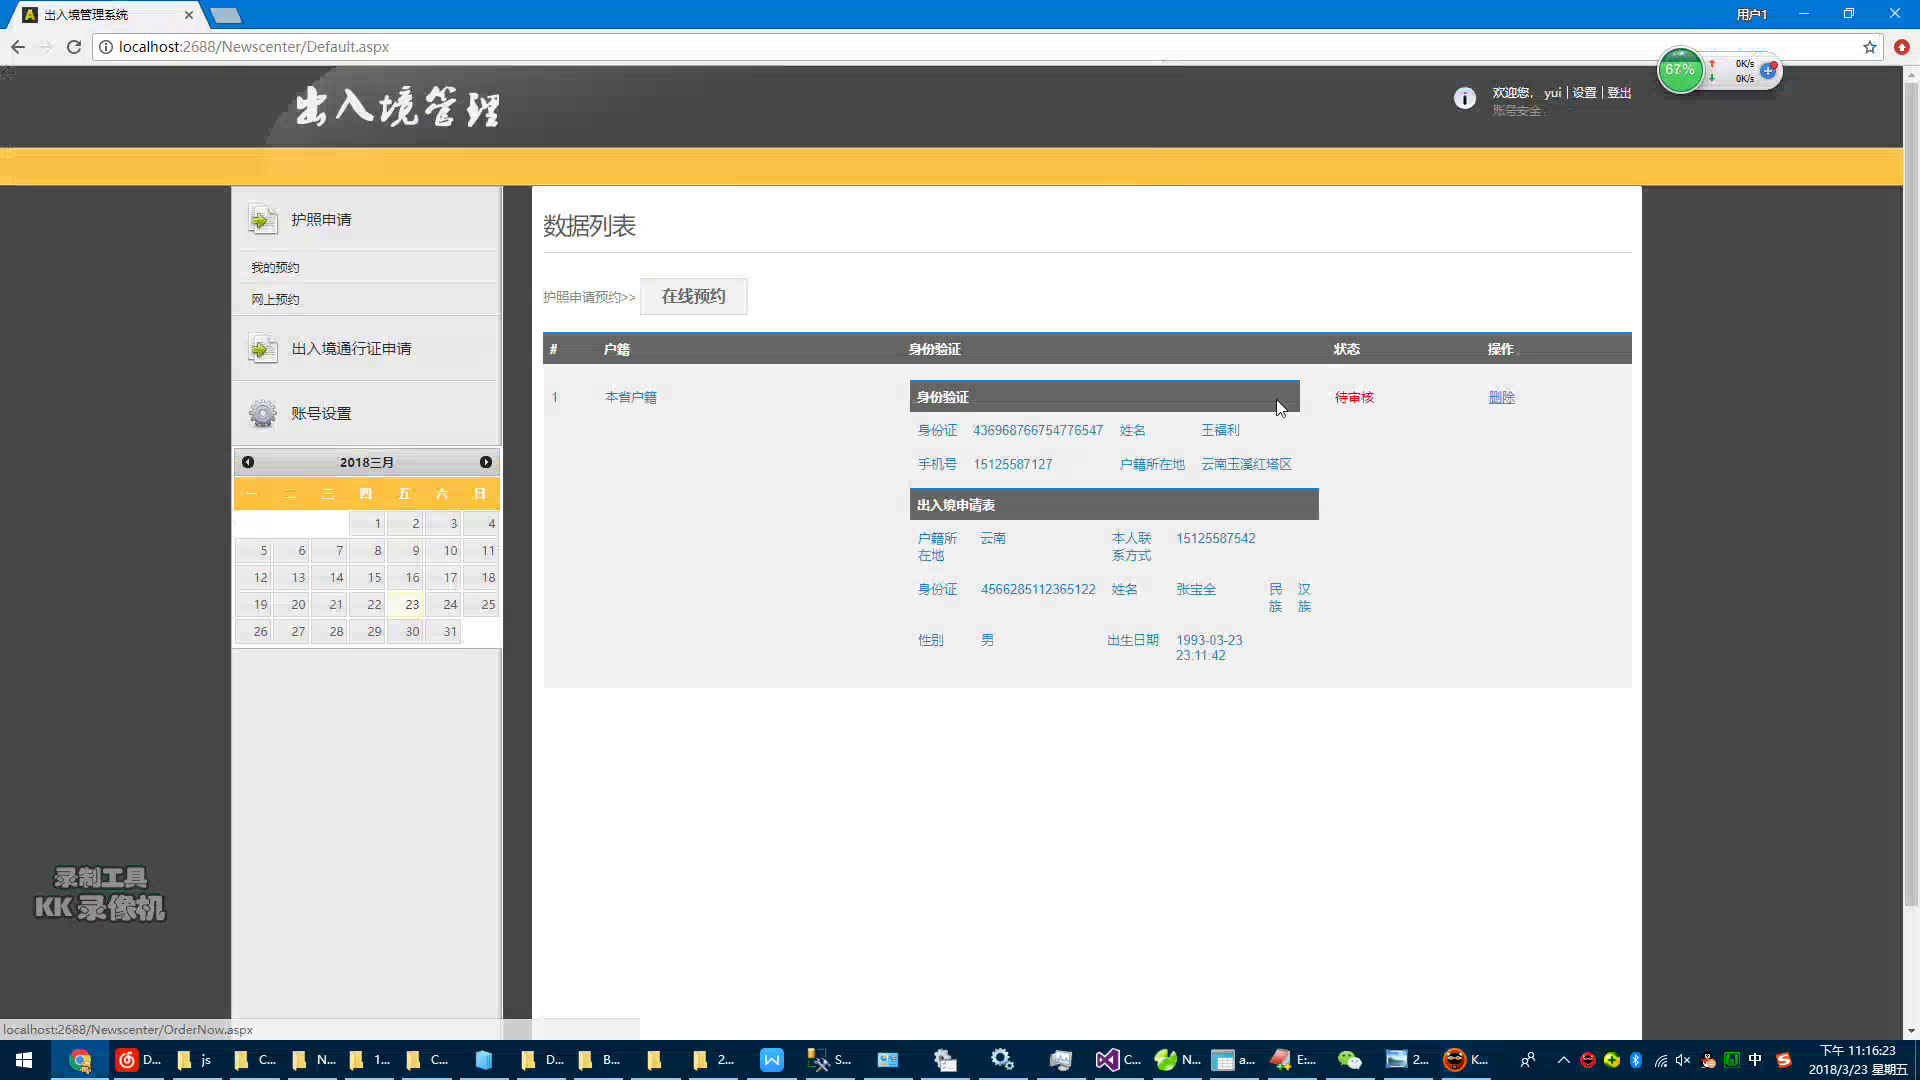 出入境管理系统
用户1
localhost:2688/Newscenter/Default.aspx
67%
0K/s
0K/s
出入境管理
欢迎您, yui | 设置 | 登出
账号安全:
护照申请
我的预约
网上预约
出入境通行证申请
账号设置
2018三月
一 二 三 四 五 六 日
1 2 3 4
5 6 7 8 9 10 11
12 13 14 15 16 17 18
19 20 21 22 23 24 25
26 27 28 29 30 31
数据列表
护照申请预约>> 在线预约
# 户籍 身份验证 状态 操作
1 本省户籍 身份验证 待审核 删除
身份证 436968766754776547 姓名 王福利
手机号 15125587127 户籍所在地 云南玉溪红塔区
出入境申请表
户籍所在地 云南 本人联系方式 15125587542
身份证 4566285112365122 姓名 张宝全 民族 汉族
性别 男 出生日期 1993-03-23 23:11:42
录制工具
KK 录像机
localhost:2688/Newscenter/OrderNow.aspx
D... js C... N... 1... C... D... B... 2... S... C... N... a... E:... 2... K...
中
下午 11:16:23
2018/3/23 星期五